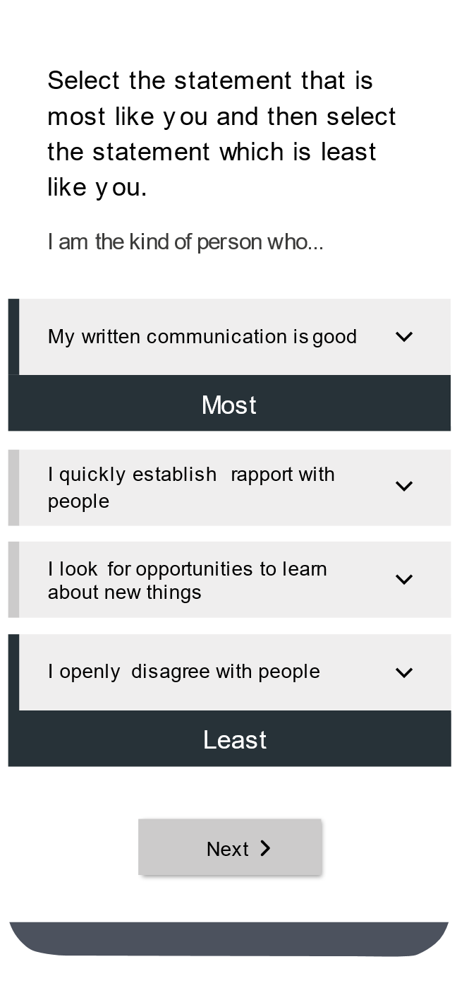 Select the statement that is
most like you and then select
the statement which is least
like you.
I am the kind of person who...
My written communication is good
Most
I quickly establish rapport with
people
I look for opportunities to learn
about new things
I openly disagree with people
Least
Next